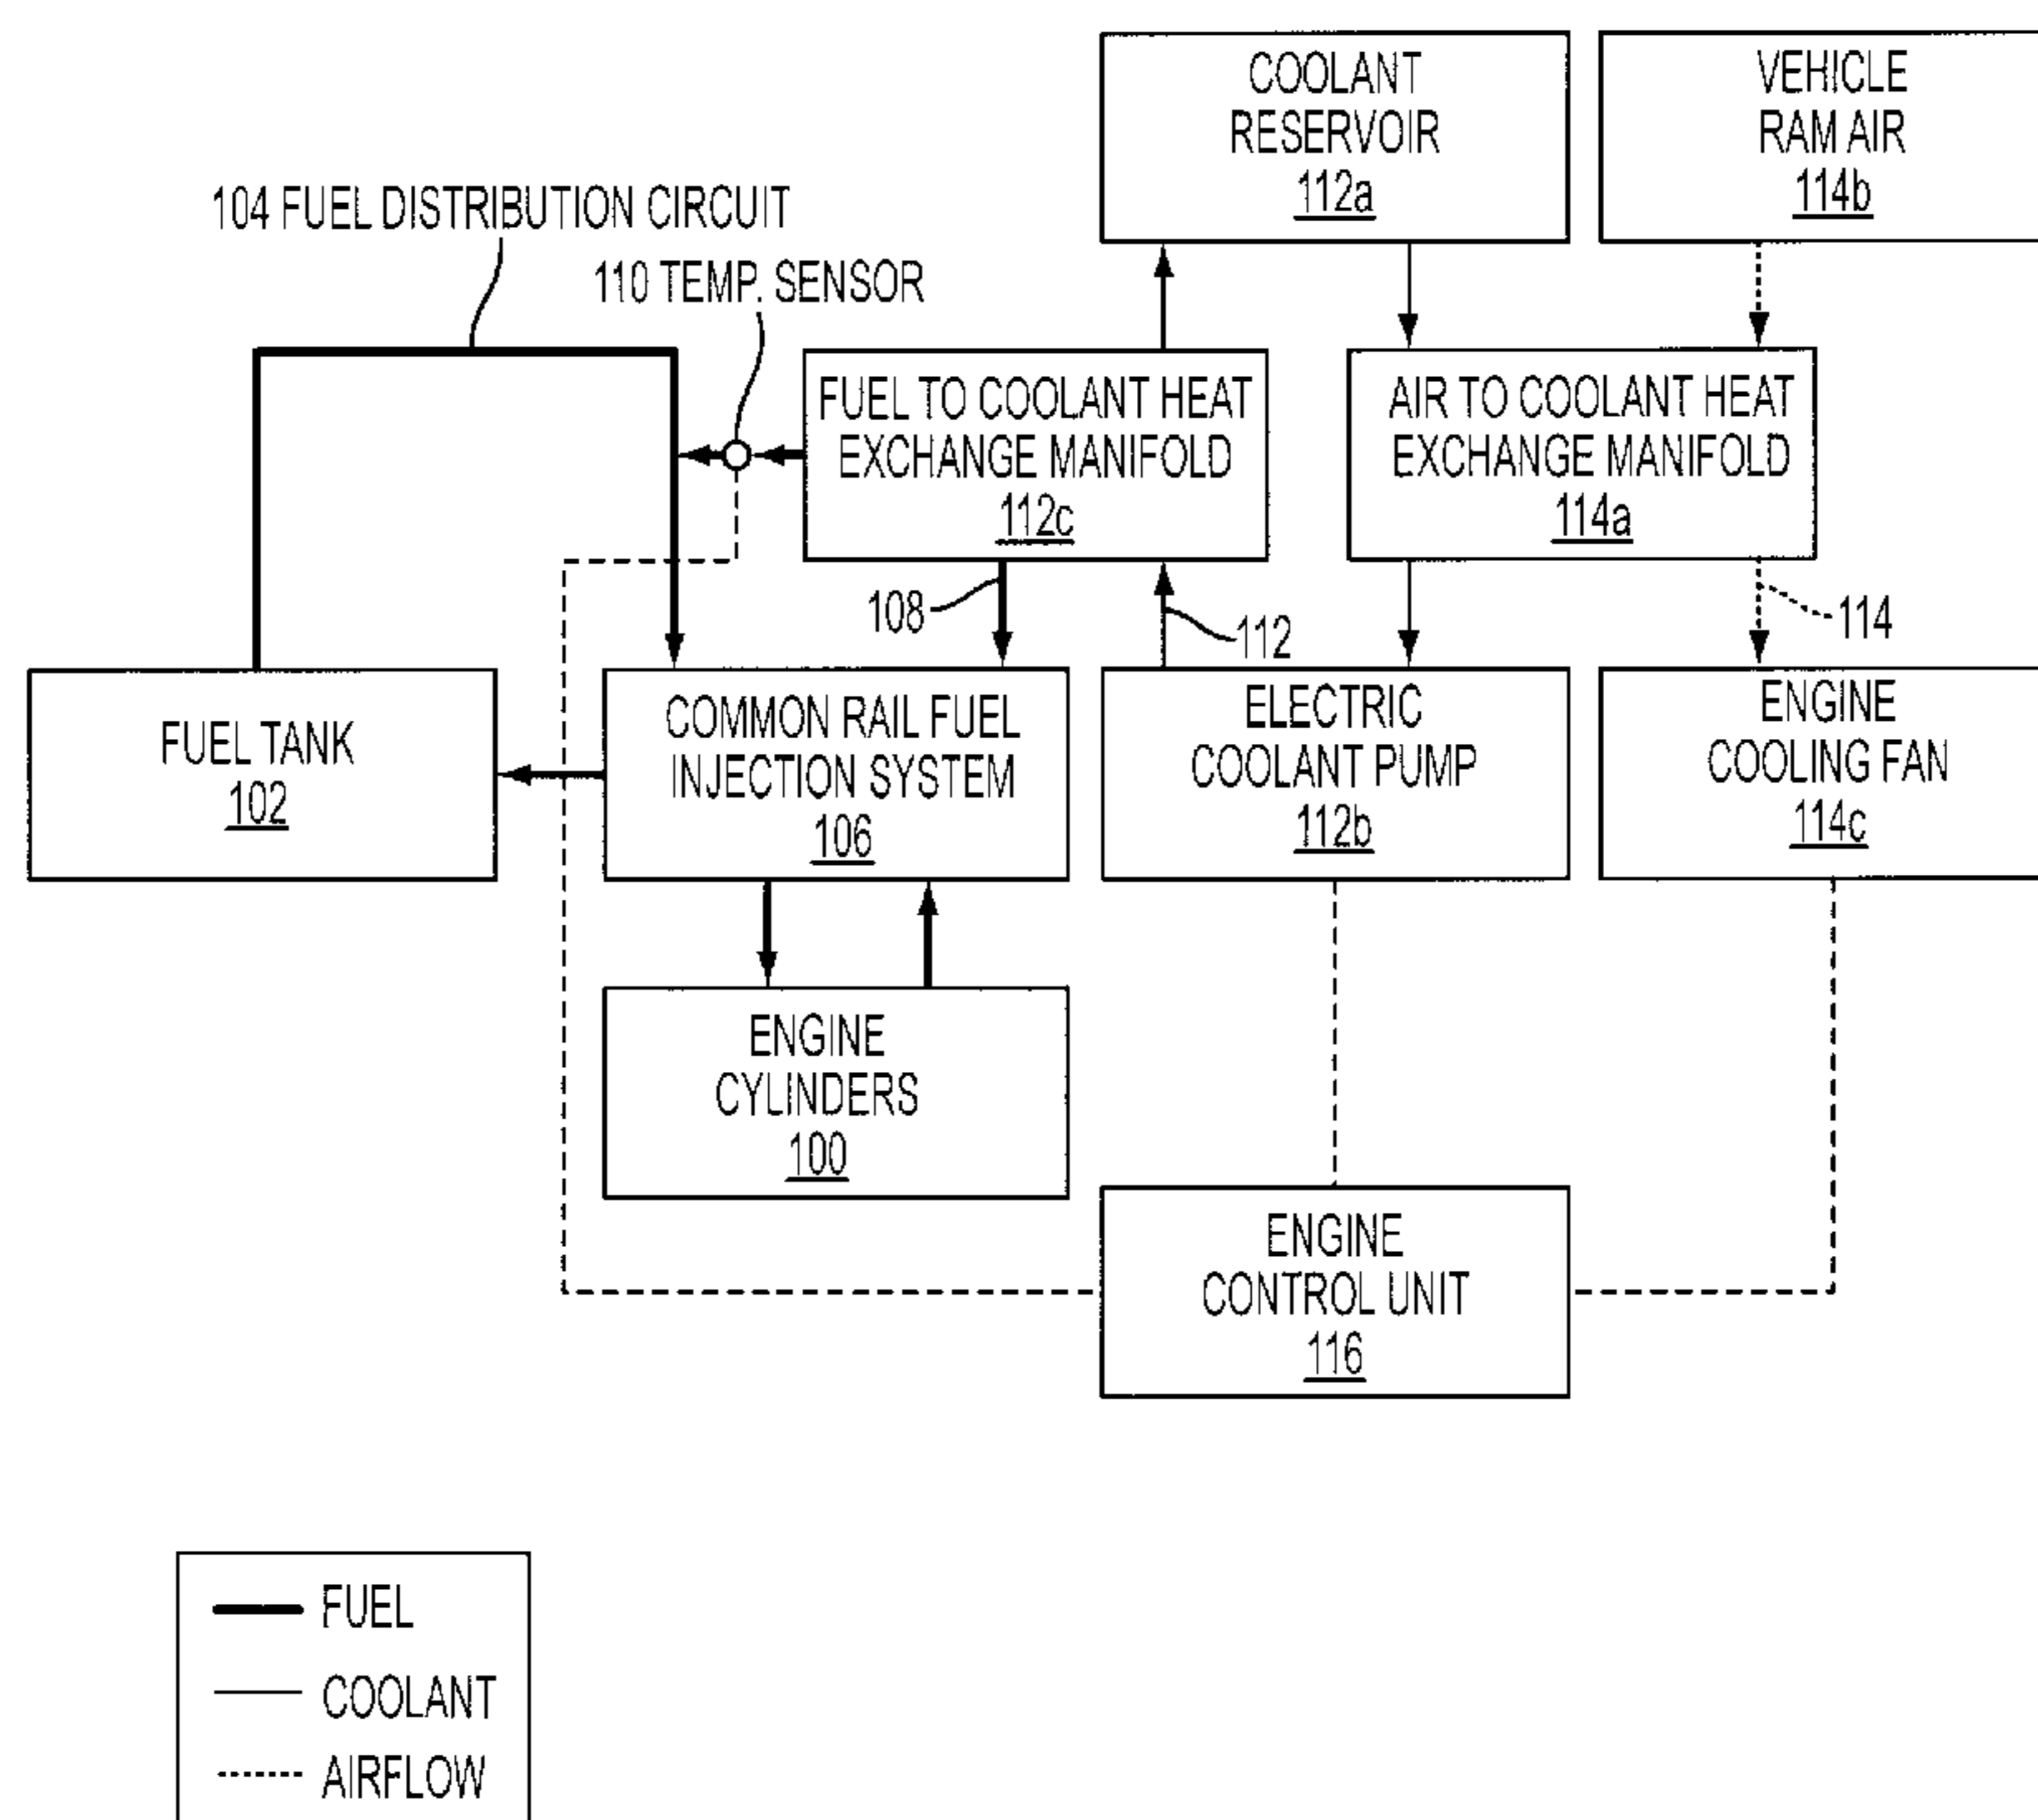 COOLANT
RESERVOIR
112a
VEHICLE
RAM AIR
114b
104 FUEL DISTRIBUTION CIRCUIT
110 TEMP. SENSOR
FUEL TO COOLANT HEAT
EXCHANGE MANIFOLD
112c
AIR TO COOLANT HEAT
EXCHANGE MANIFOLD
114a
108
112
114
FUEL TANK
102
COMMON RAIL FUEL
INJECTION SYSTEM
106
ELECTRIC
COOLANT PUMP
112b
ENGINE
COOLING FAN
114c
ENGINE
CYLINDERS
100
ENGINE
CONTROL UNIT
116
FUEL
COOLANT
AIRFLOW